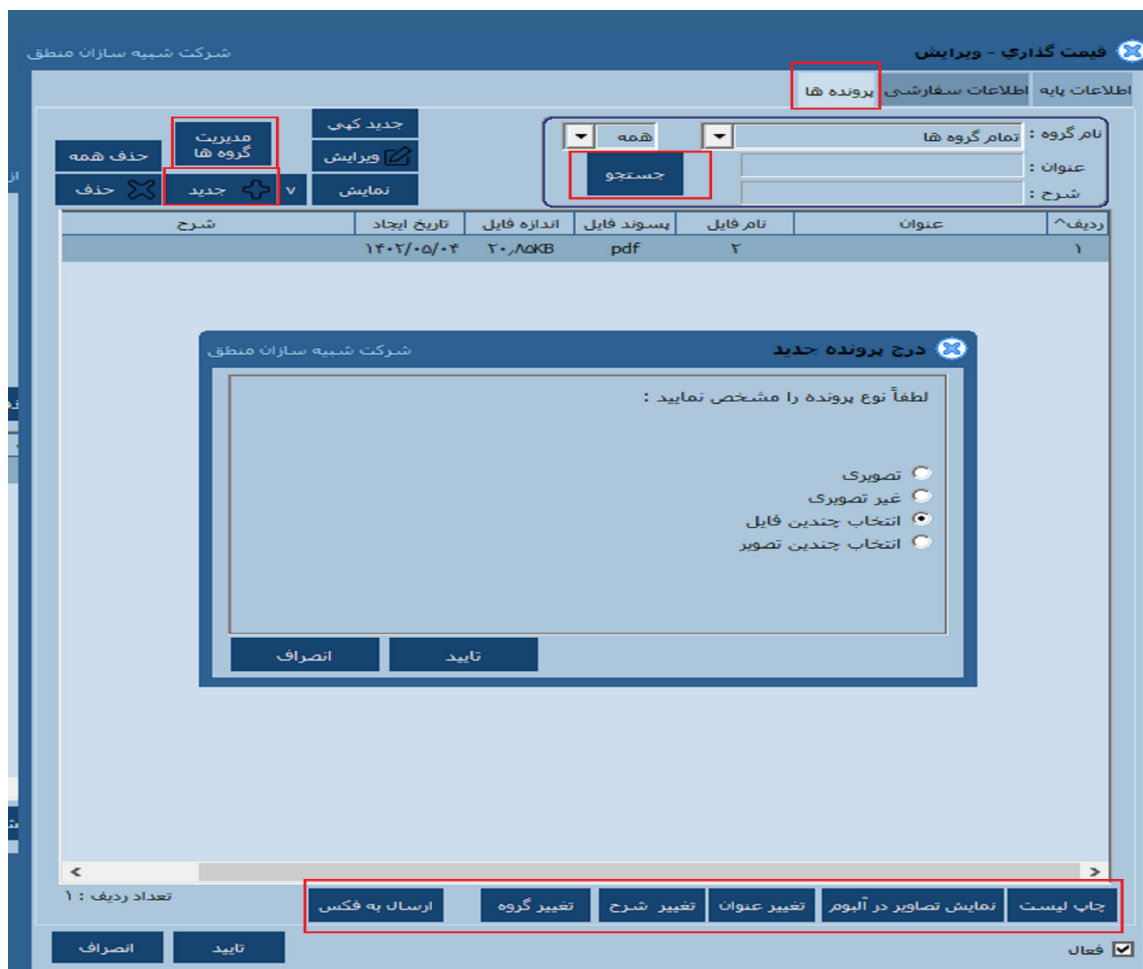 قیمت گذاري - ویرایش
شرکت شبیه سازان منطق
اطلاعات پایه
اطلاعات سفارشی
پرونده ها
نام گروه :
تمام گروه ها
همه
عنوان :
شرح :
جستجو
جدید کپی
ویرایش
نمایش
مدیریت
گروه ها
v
جدید
حذف همه
حذف
ردیف^ عنوان نام فایل پسوند فایل اندازه فایل تاریخ ایجاد شرح
۱ ۲ pdf ۲۰٫۸۵KB ۱۴۰۲/۰۵/۰۴
درج پرونده جدید
شرکت شبیه سازان منطق
لطفاً نوع پرونده را مشخص نمایید :
تصویری
غیر تصویری
انتخاب چندین فایل
انتخاب چندین تصویر
تایید
انصراف
چاپ لیست
نمایش تصاویر در آلبوم
تغییر عنوان
تغییر شرح
تغییر گروه
ارسال به فکس
تعداد ردیف : ۱
فعال
تایید
انصراف